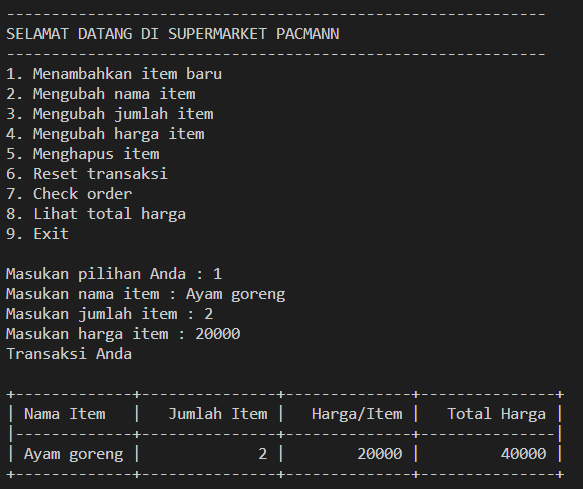 ------------------------------------------------------------
SELAMAT DATANG DI SUPERMARKET PACMANN
------------------------------------------------------------
1. Menambahkan item baru
2. Mengubah nama item
3. Mengubah jumlah item
4. Mengubah harga item
5. Menghapus item
6. Reset transaksi
7. Check order
8. Lihat total harga
9. Exit
Masukan pilihan Anda : 1
Masukan nama item : Ayam goreng
Masukan jumlah item : 2
Masukan harga item : 20000
Transaksi Anda
+-------------+---------------+--------------+---------------+
| Nama Item   |   Jumlah Item |   Harga/Item |   Total Harga |
|-------------+---------------+--------------+---------------|
| Ayam goreng |             2 |        20000 |         40000 |
+-------------+---------------+--------------+---------------+